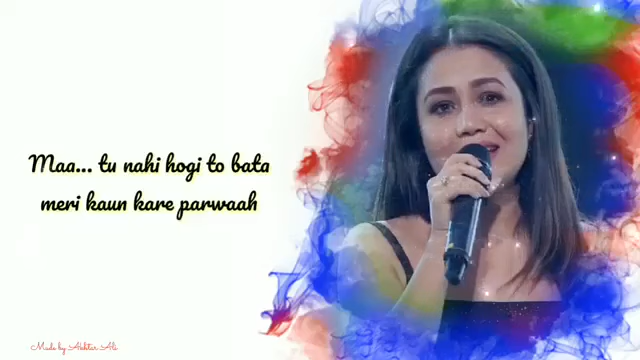 Maa... tu nahi hogi to bata
meri kaun kare parwaah
Made by Akhtar Ali